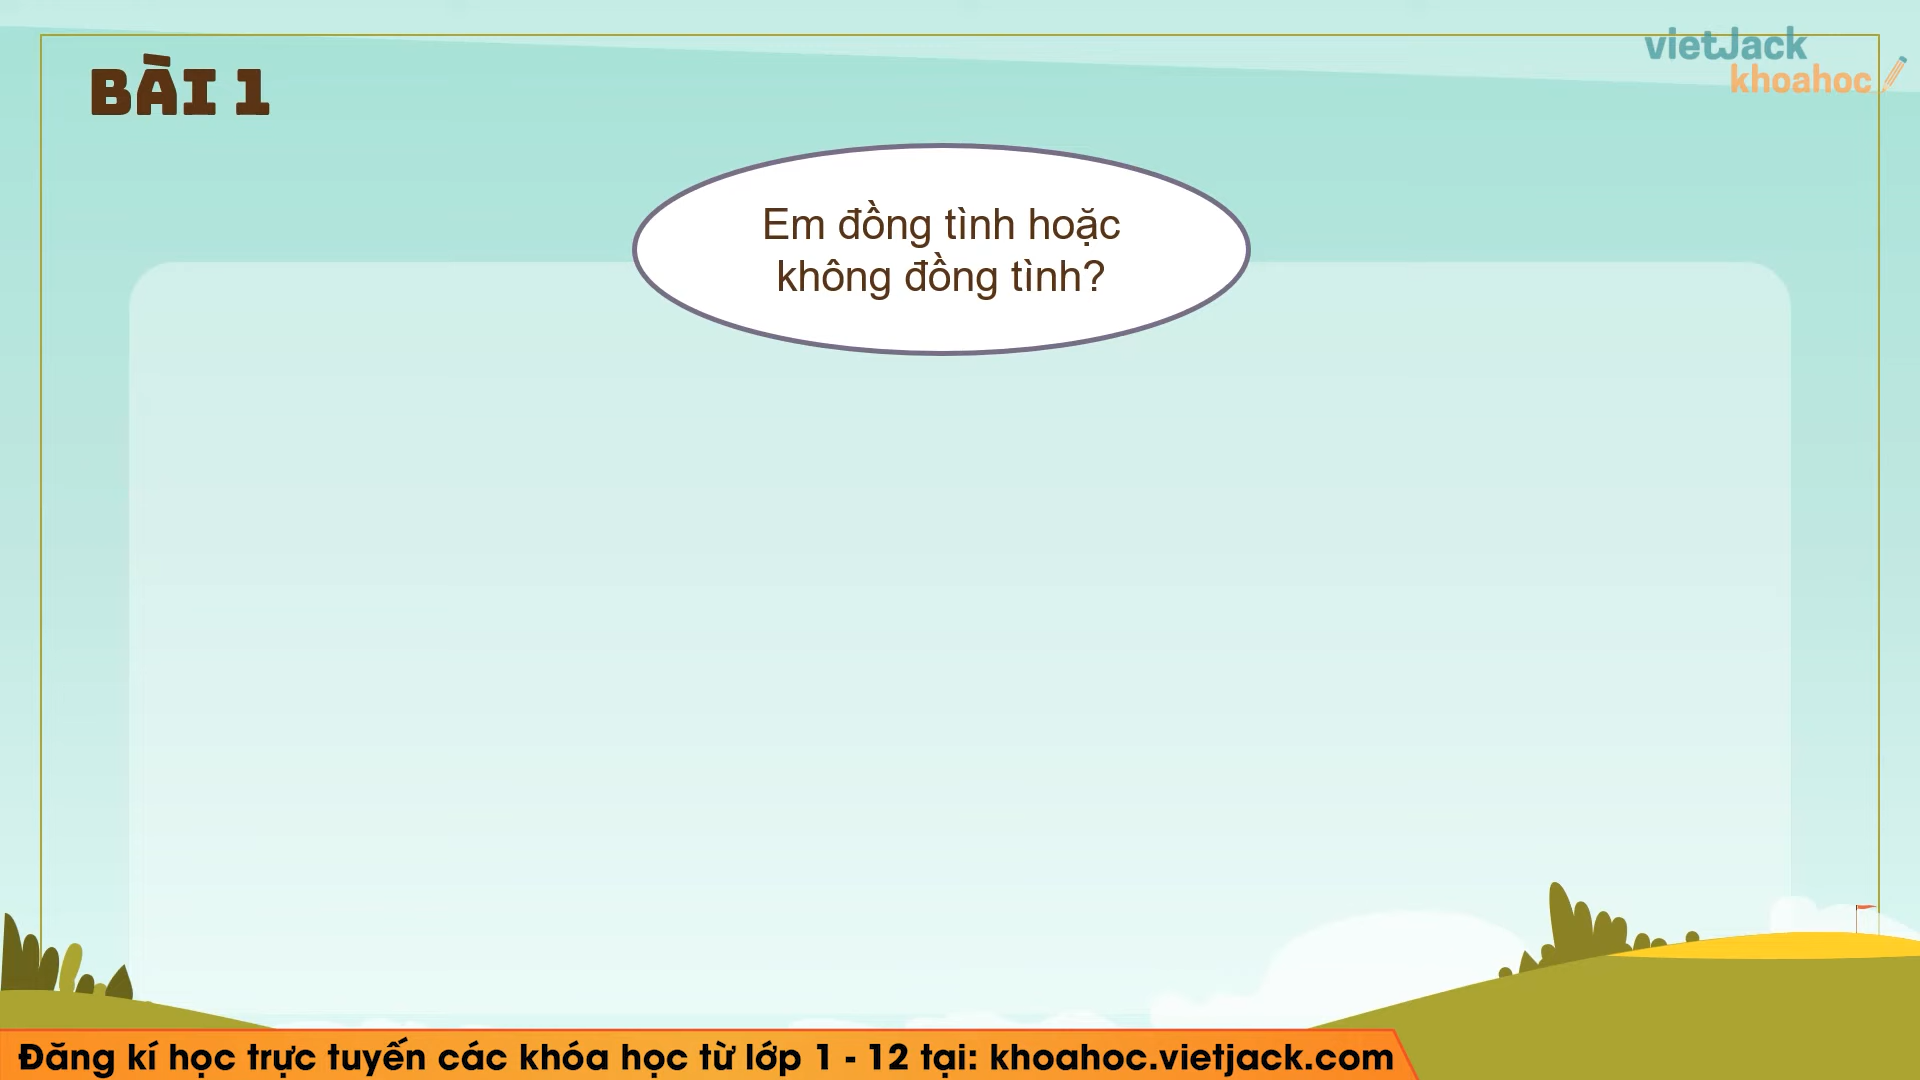 BÀI 1
vietJack
khoahoc
Em đồng tình hoặc
không đồng tình?
Đăng kí học trực tuyến các khóa học từ lớp 1 - 12 tại: khoahoc.vietjack.com